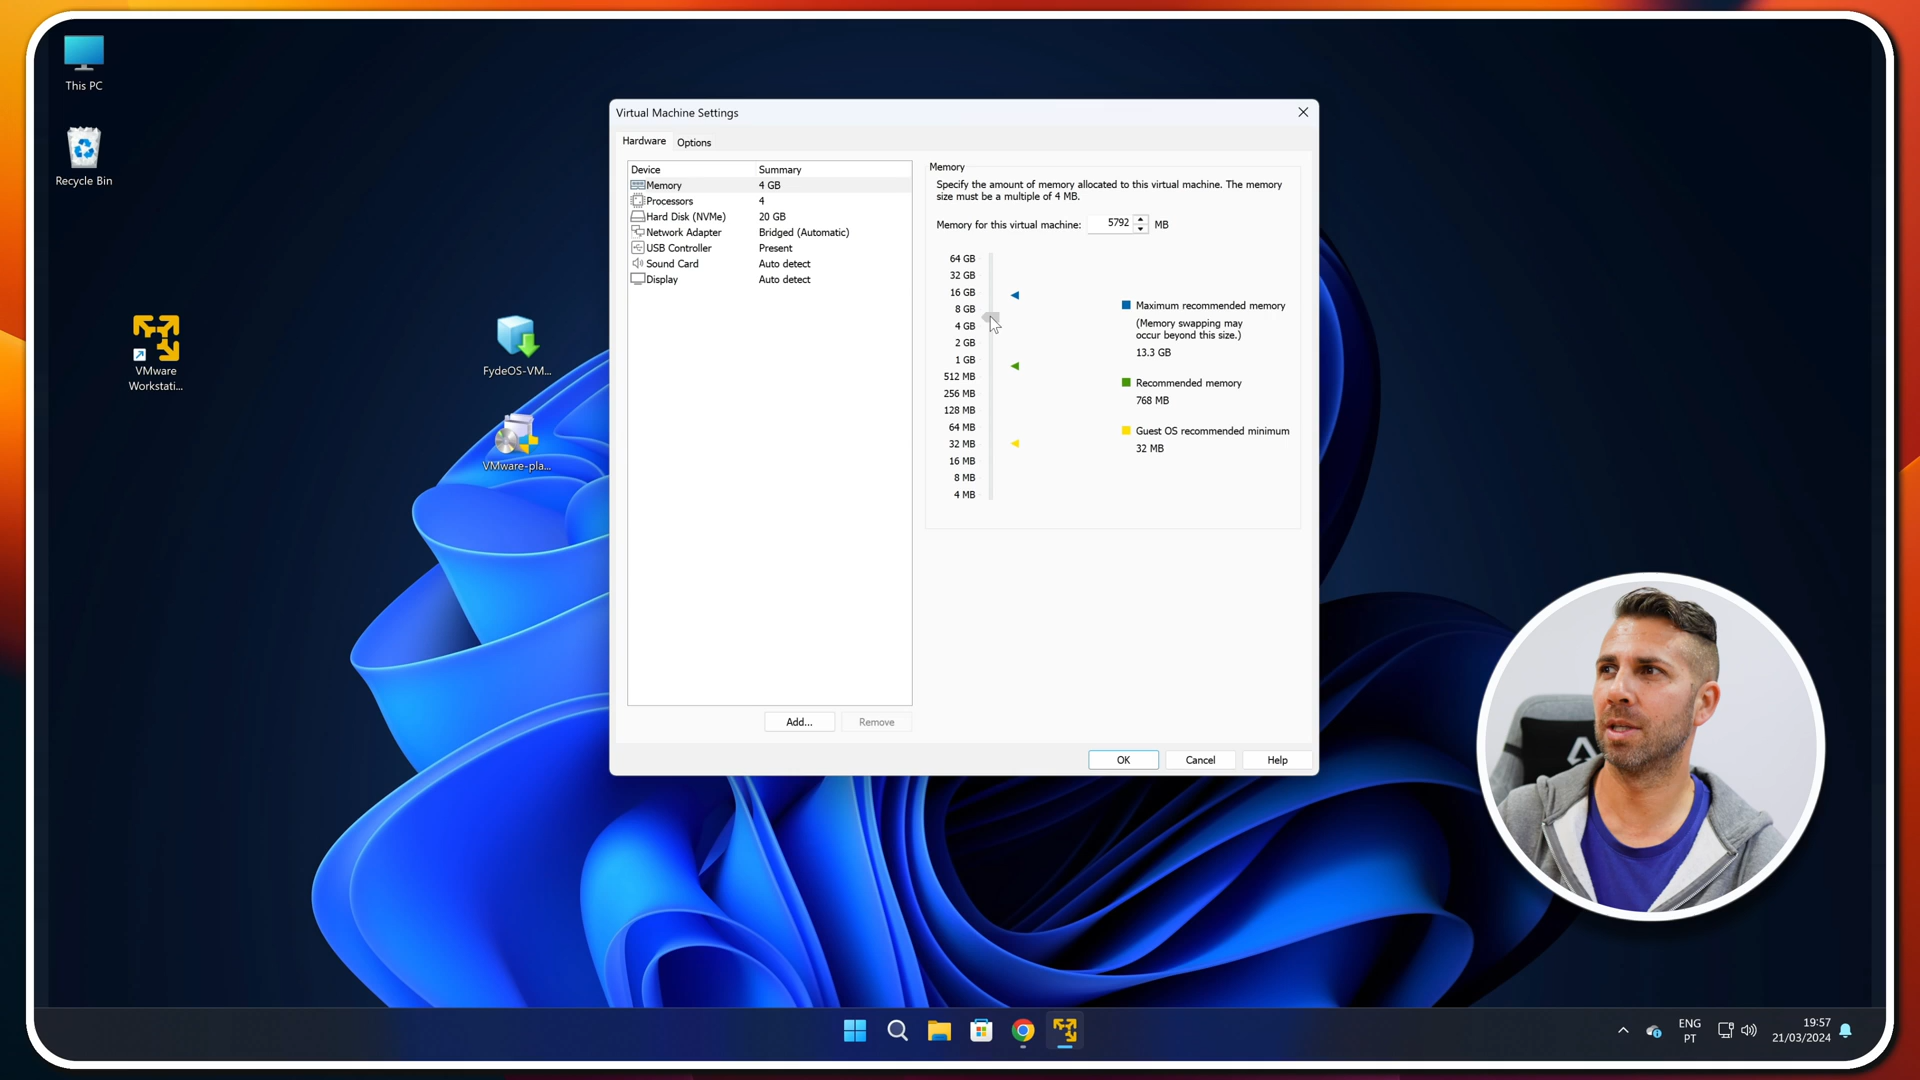 This PC
Recycle Bin
VMware
Workstati...
FydeOS-VM...
VMware-pla...
Virtual Machine Settings
Hardware
Options
Device
Summary
Memory
4 GB
Processors
4
Hard Disk (NVMe)
20 GB
Network Adapter
Bridged (Automatic)
USB Controller
Present
Sound Card
Auto detect
Display
Auto detect
Add...
Remove
Memory
Specify the amount of memory allocated to this virtual machine. The memory
size must be a multiple of 4 MB.
Memory for this virtual machine:
5792
MB
64 GB
32 GB
16 GB
8 GB
4 GB
2 GB
1 GB
512 MB
256 MB
128 MB
64 MB
32 MB
16 MB
8 MB
4 MB
Maximum recommended memory
(Memory swapping may
occur beyond this size.)
13.3 GB
Recommended memory
768 MB
Guest OS recommended minimum
32 MB
OK
Cancel
Help
ENG
PT
19:57
21/03/2024